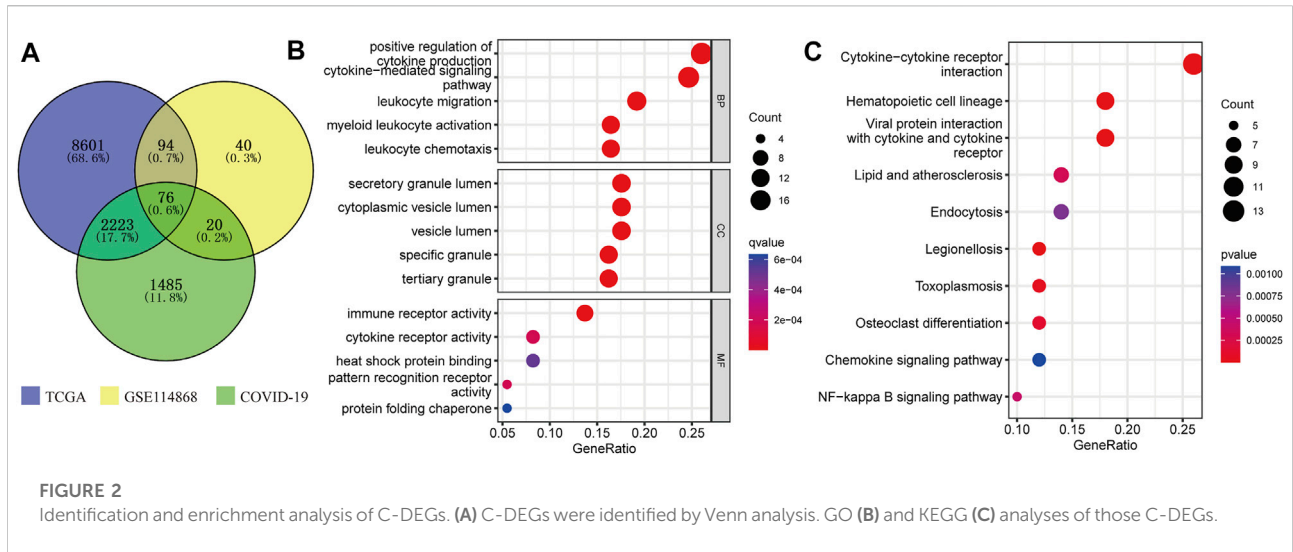 A
8601
(68.6%)
94
(0.7%)
40
(0.3%)
76
(0.6%)
2223
(17.7%)
20
(0.2%)
1485
(11.8%)
TCGA
GSE114868
COVID-19
B
positive regulation of
cytokine production
cytokine−mediated signaling
pathway
leukocyte migration
myeloid leukocyte activation
leukocyte chemotaxis
BP
secretory granule lumen
cytoplasmic vesicle lumen
vesicle lumen
specific granule
tertiary granule
CC
immune receptor activity
cytokine receptor activity
heat shock protein binding
pattern recognition receptor
activity
protein folding chaperone
MF
0.05 0.10 0.15 0.20 0.25
GeneRatio
Count
4
8
12
16
qvalue
6e−04
4e−04
2e−04
C
Cytokine−cytokine receptor
interaction
Hematopoietic cell lineage
Viral protein interaction
with cytokine and cytokine
receptor
Lipid and atherosclerosis
Endocytosis
Legionellosis
Toxoplasmosis
Osteoclast differentiation
Chemokine signaling pathway
NF−kappa B signaling pathway
0.10 0.15 0.20 0.25
GeneRatio
Count
5
7
9
11
13
pvalue
0.00100
0.00075
0.00050
0.00025
FIGURE 2
Identification and enrichment analysis of C-DEGs. (A) C-DEGs were identified by Venn analysis. GO (B) and KEGG (C) analyses of those C-DEGs.